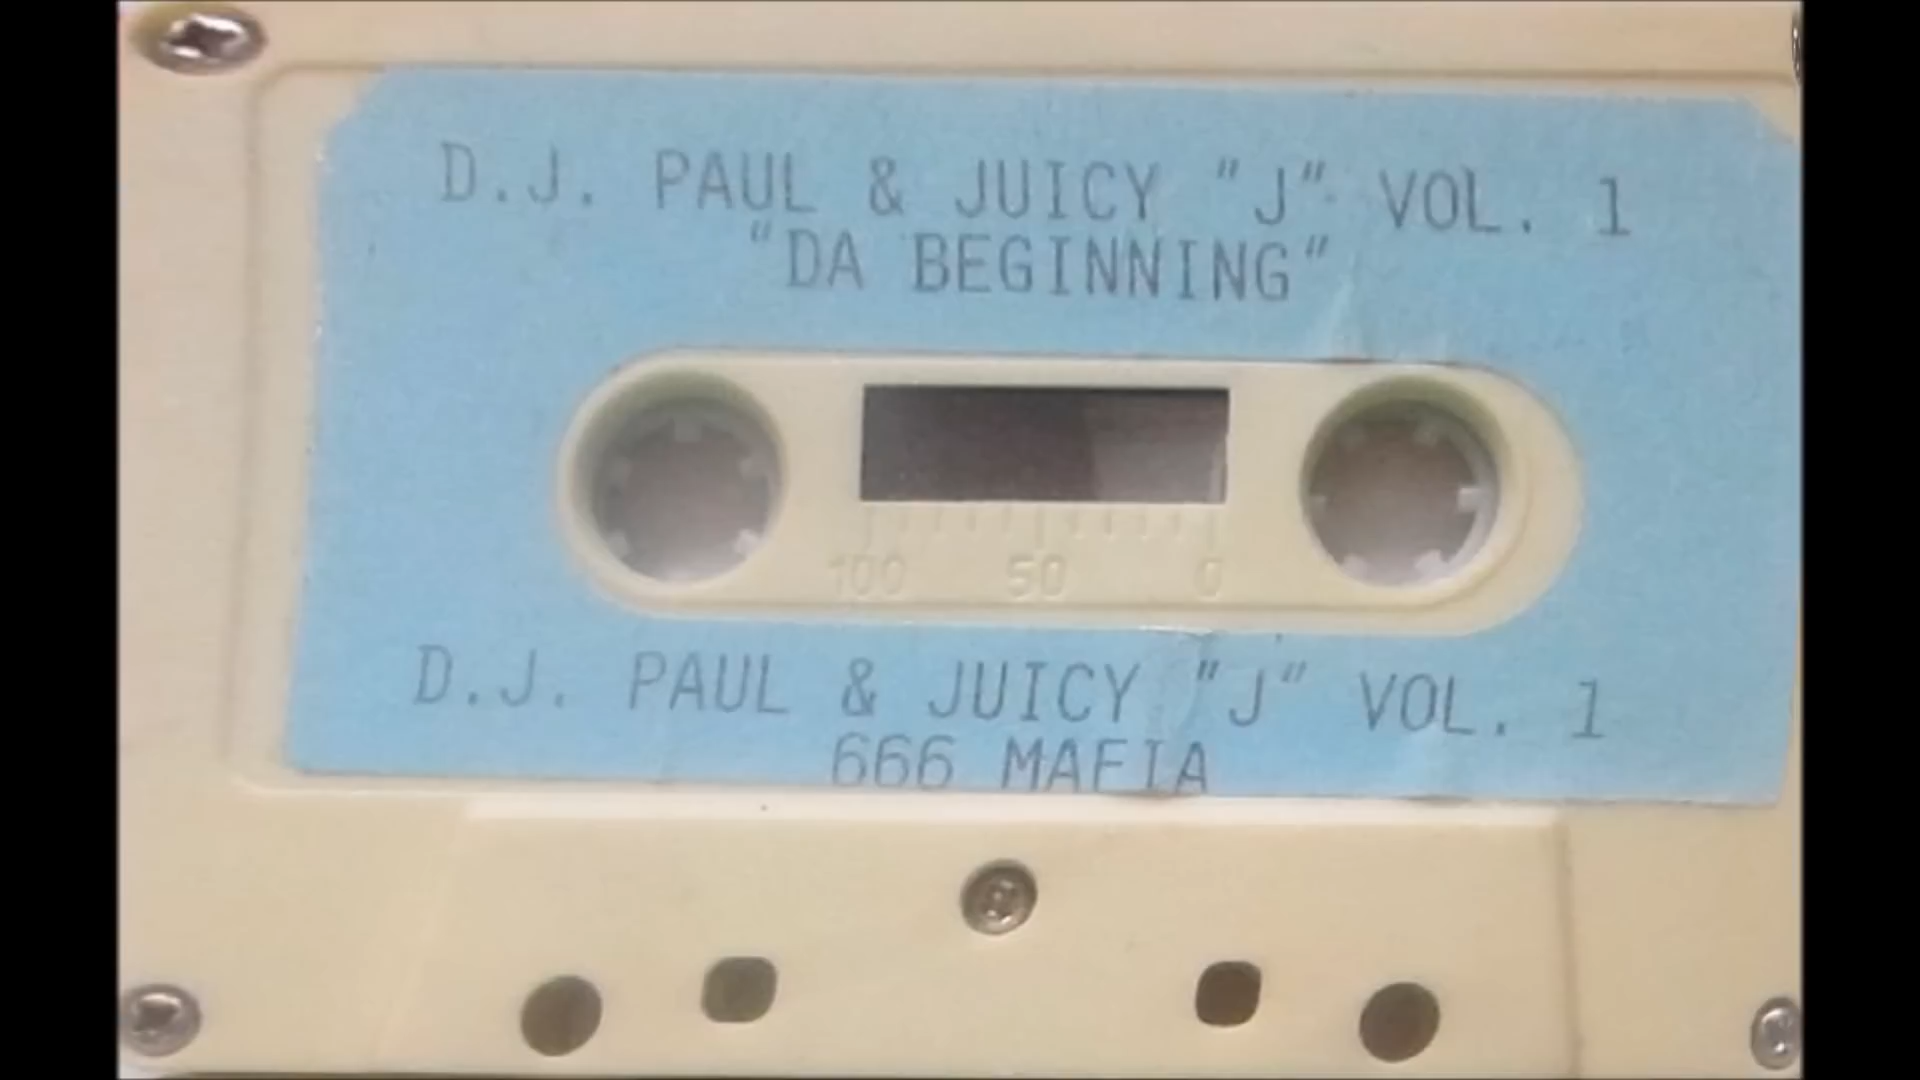 D.J. PAUL & JUICY "J" VOL. 1
"DA BEGINNING"
100 50 0
D.J. PAUL & JUICY "J" VOL. 1
666 MAFIA